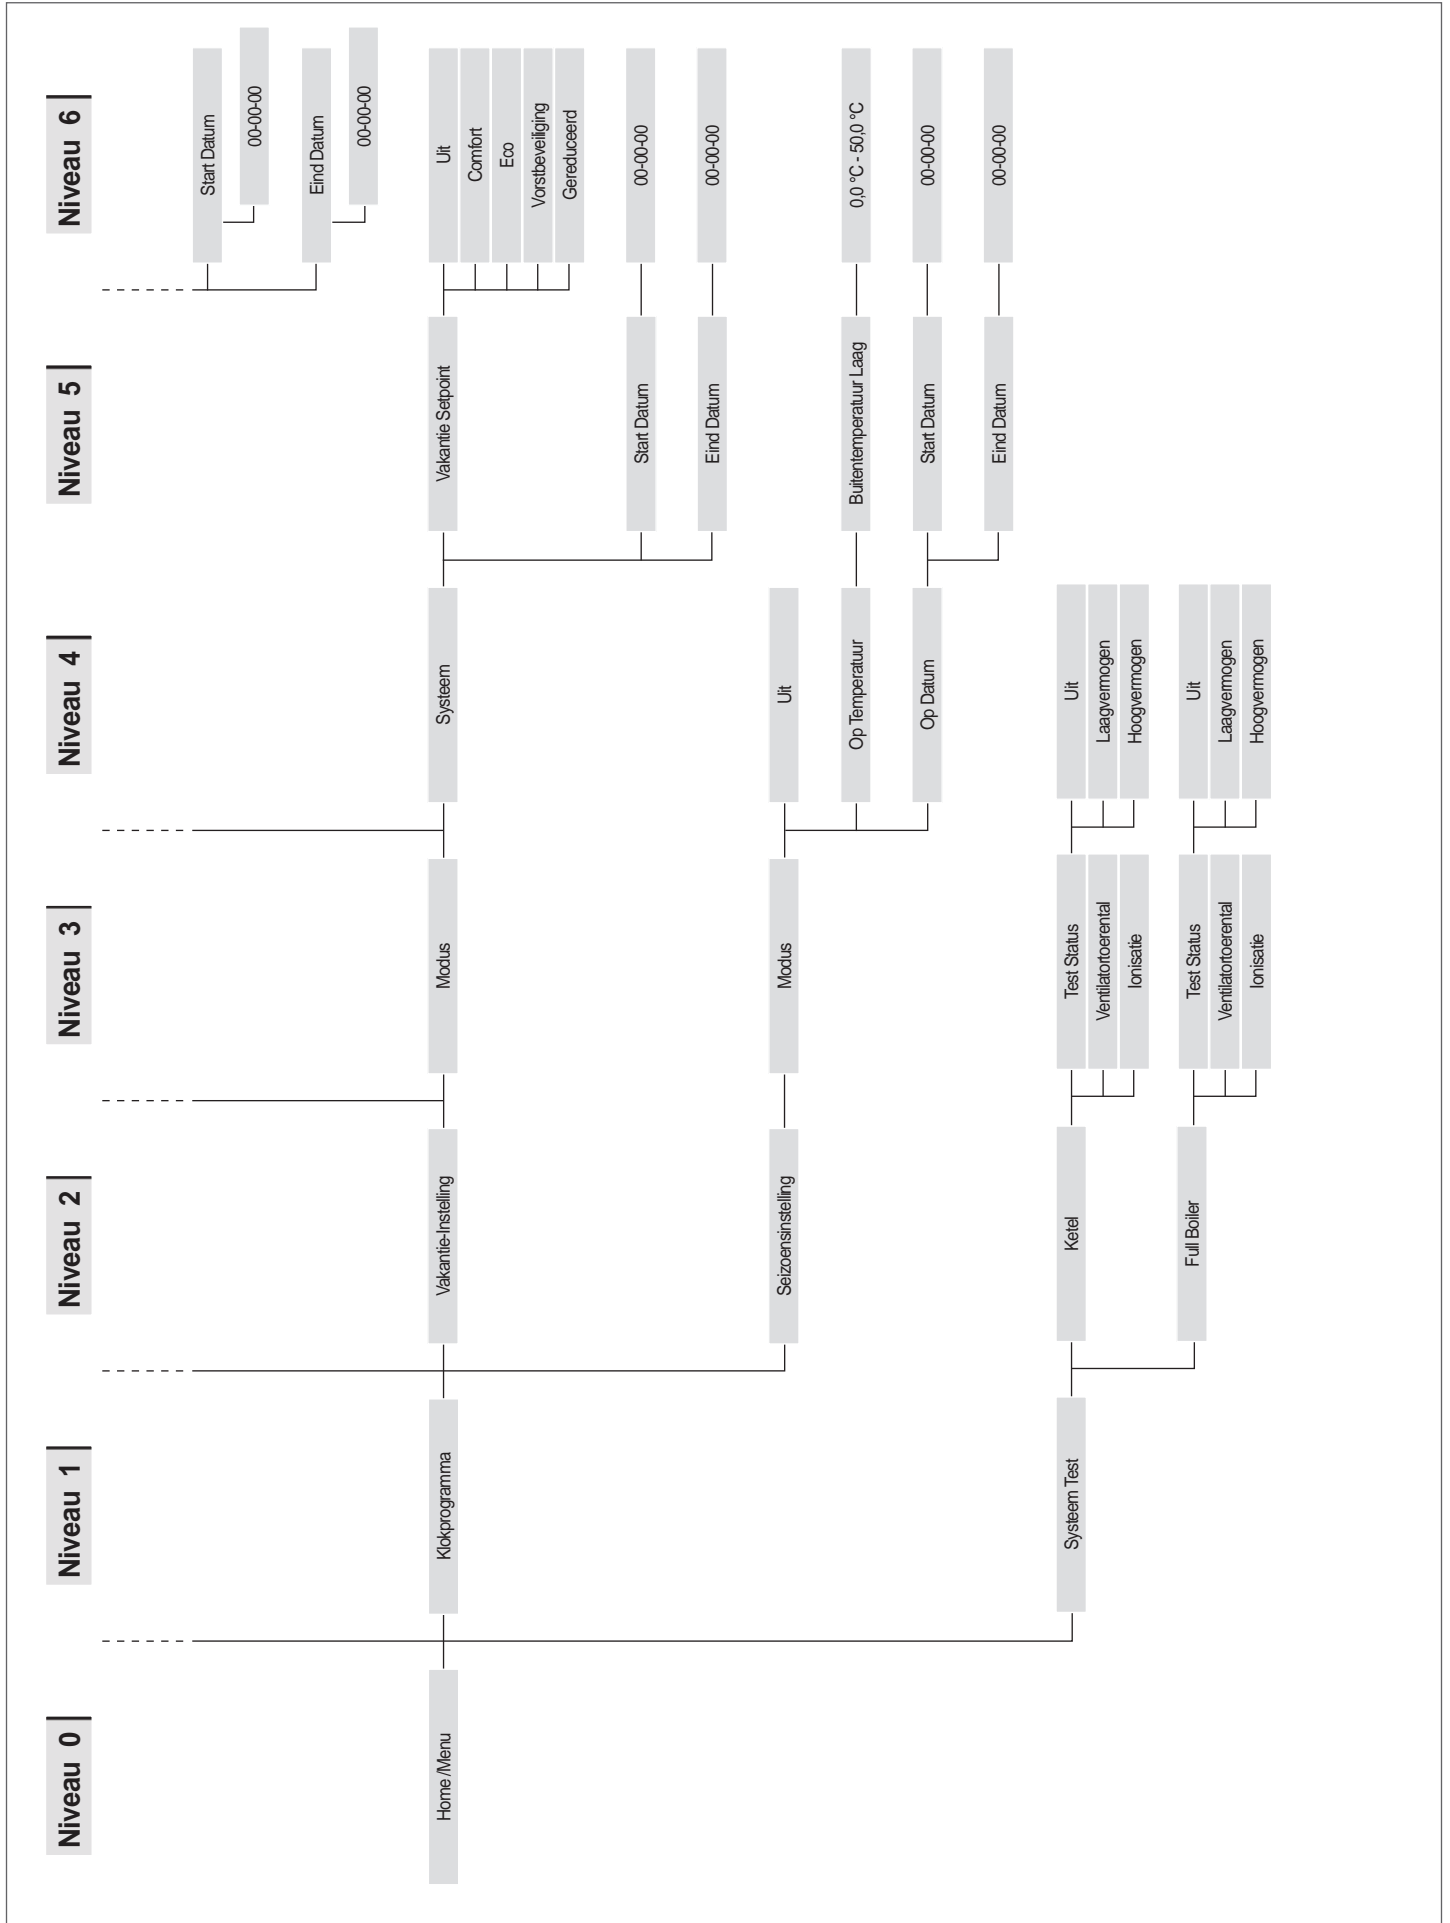 Niveau 0
Niveau 1
Niveau 2
Niveau 3
Niveau 4
Niveau 5
Niveau 6
Start Datum
00-00-00
Eind Datum
00-00-00
Home /Menu
Klokprogramma
Vakantie-Instelling
Modus
Systeem
Vakantie Setpoint
Uit
Comfort
Eco
Vorstbeveiliging
Gereduceerd
Start Datum
00-00-00
Eind Datum
00-00-00
Seizoensinstelling
Modus
Uit
Op Temperatuur
Buitentemperatuur Laag
0,0 °C - 50,0 °C
Op Datum
Start Datum
00-00-00
Eind Datum
00-00-00
Systeem Test
Ketel
Test Status
Uit
Ventilatortoerental
Laagvermogen
Ionisatie
Hoogvermogen
Full Boiler
Test Status
Uit
Ventilatortoerental
Laagvermogen
Ionisatie
Hoogvermogen